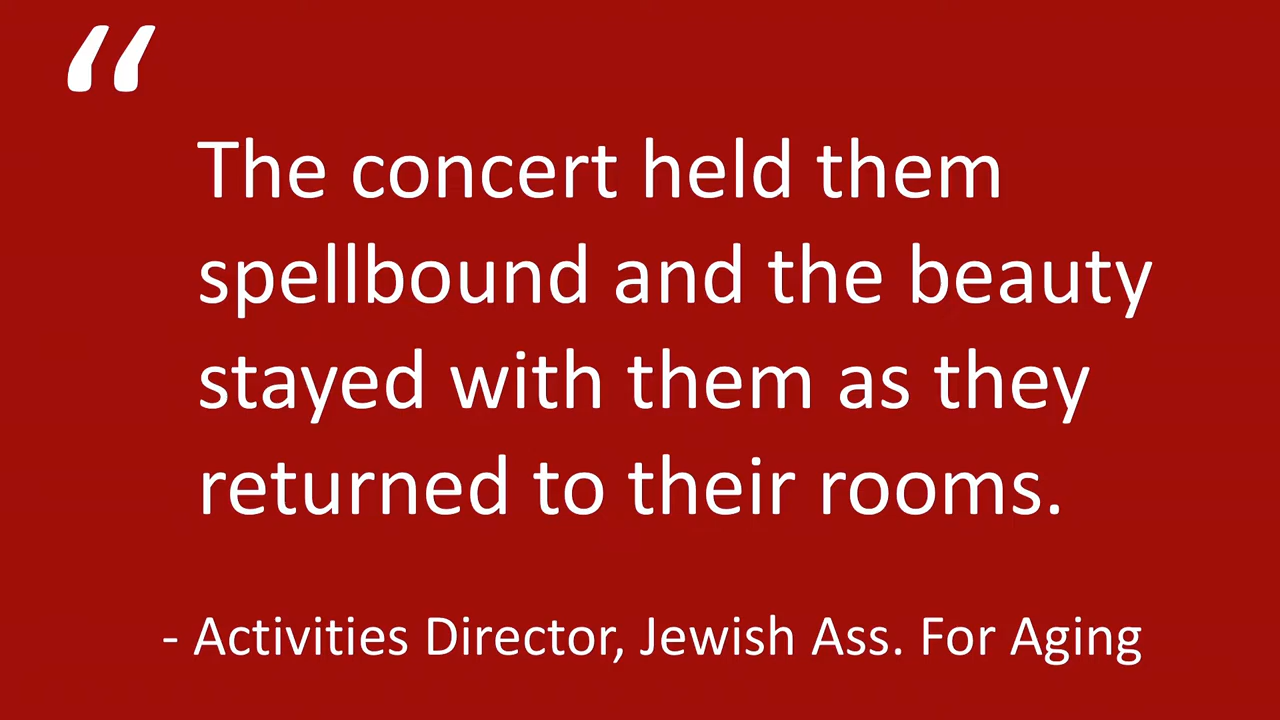 “
The concert held them
spellbound and the beauty
stayed with them as they
returned to their rooms.
- Activities Director, Jewish Ass. For Aging